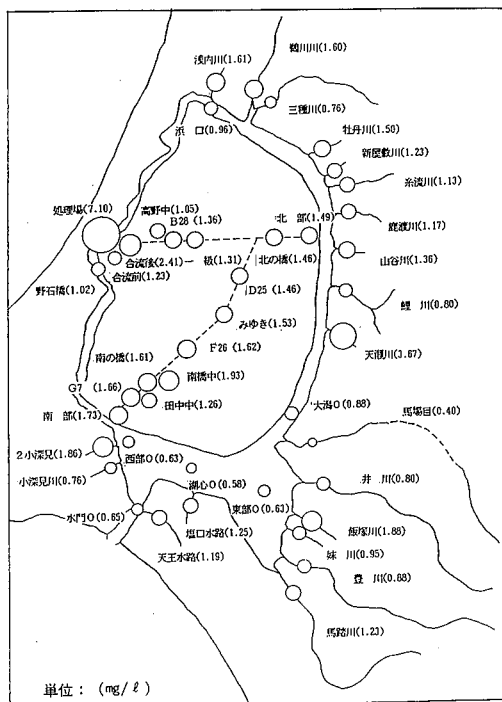 鵜川川(1.60)
浅内川(1.61)
三種川(0.76)
浜口(0.96)
牡丹川(1.50)
新屋敷川(1.23)
糸流川(1.13)
処理場(7.10)
高野中(1.05)
B28 (1.36)
北部(1.49)
鹿渡川(1.17)
合流後(2.41)
一級(1.31)
北の橋(1.46)
山谷川(1.36)
合流前(1.23)
野石橋(1.02)
D25 (1.46)
鯉川(0.80)
みゆき(1.53)
南の橋(1.61)
F26 (1.62)
天瀬川(3.67)
G7 (1.66)
南橋中(1.93)
田中中(1.26)
大潟O(0.88)
馬場目(0.40)
南部(1.73)
2小深見(1.86)
西部O(0.63)
小深見川(0.76)
湖心O(0.58)
井川(0.80)
東部O(0.63)
水門O(0.65)
塩口水路(1.25)
飯塚川(1.88)
天王水路(1.19)
妹川(0.95)
豊川(0.88)
馬踏川(1.23)
単位: (mg/ℓ)